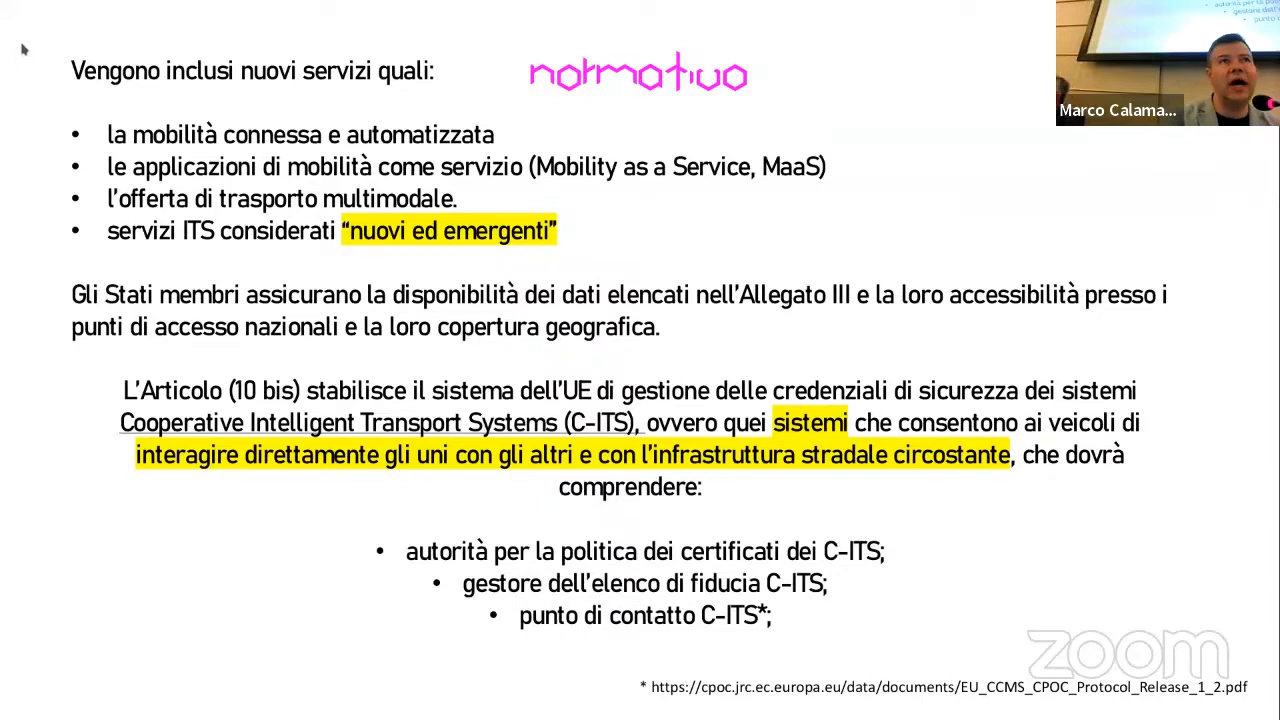 Vengono inclusi nuovi servizi quali:
normativo
• la mobilità connessa e automatizzata
• le applicazioni di mobilità come servizio (Mobility as a Service, MaaS)
• l'offerta di trasporto multimodale.
• servizi ITS considerati “nuovi ed emergenti”
Gli Stati membri assicurano la disponibilità dei dati elencati nell'Allegato III e la loro accessibilità presso i
punti di accesso nazionali e la loro copertura geografica.
L'Articolo (10 bis) stabilisce il sistema dell'UE di gestione delle credenziali di sicurezza dei sistemi
Cooperative Intelligent Transport Systems (C-ITS), ovvero quei sistemi che consentono ai veicoli di
interagire direttamente gli uni con gli altri e con l'infrastruttura stradale circostante, che dovrà
comprendere:
• autorità per la politica dei certificati dei C-ITS;
• gestore dell'elenco di fiducia C-ITS;
• punto di contatto C-ITS*;
* https://cpoc.jrc.ec.europa.eu/data/documents/EU_CCMS_CPOC_Protocol_Release_1_2.pdf
Marco Calama...
zoom